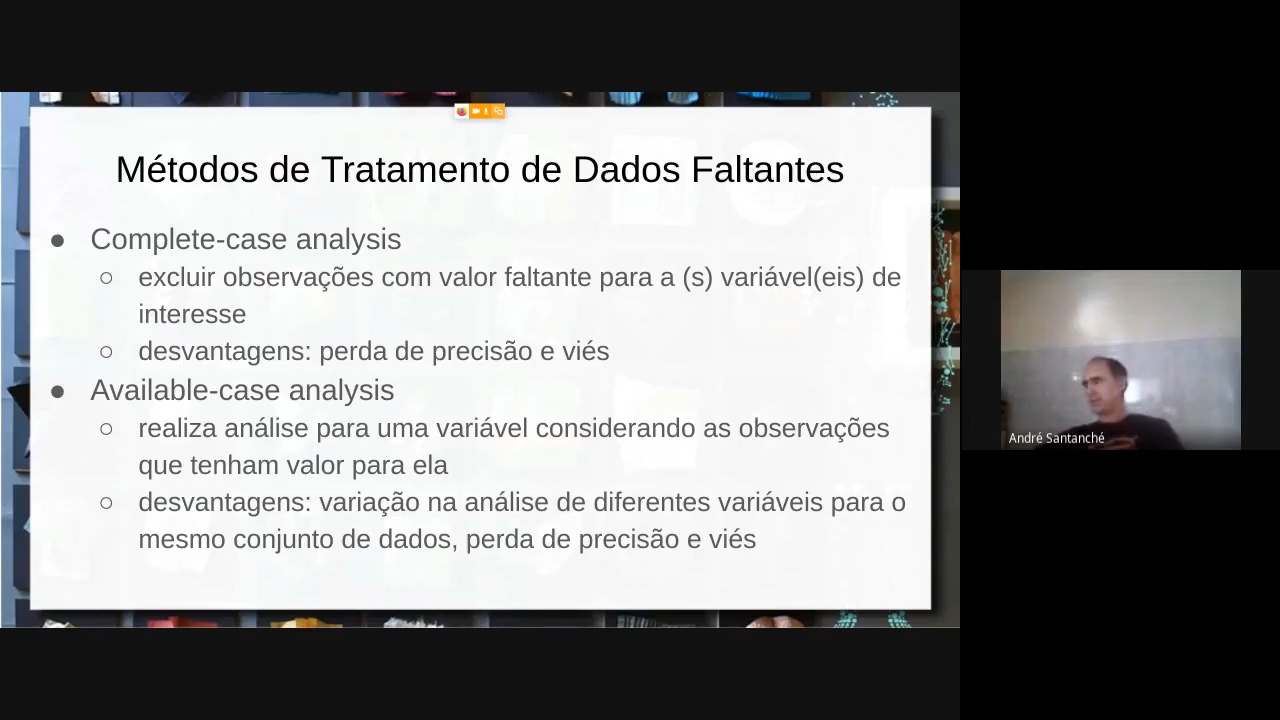 Métodos de Tratamento de Dados Faltantes
● Complete-case analysis
○ excluir observações com valor faltante para a (s) variável(eis) de
interesse
○ desvantagens: perda de precisão e viés
● Available-case analysis
○ realiza análise para uma variável considerando as observações
que tenham valor para ela
○ desvantagens: variação na análise de diferentes variáveis para o
mesmo conjunto de dados, perda de precisão e viés
André Santanchè